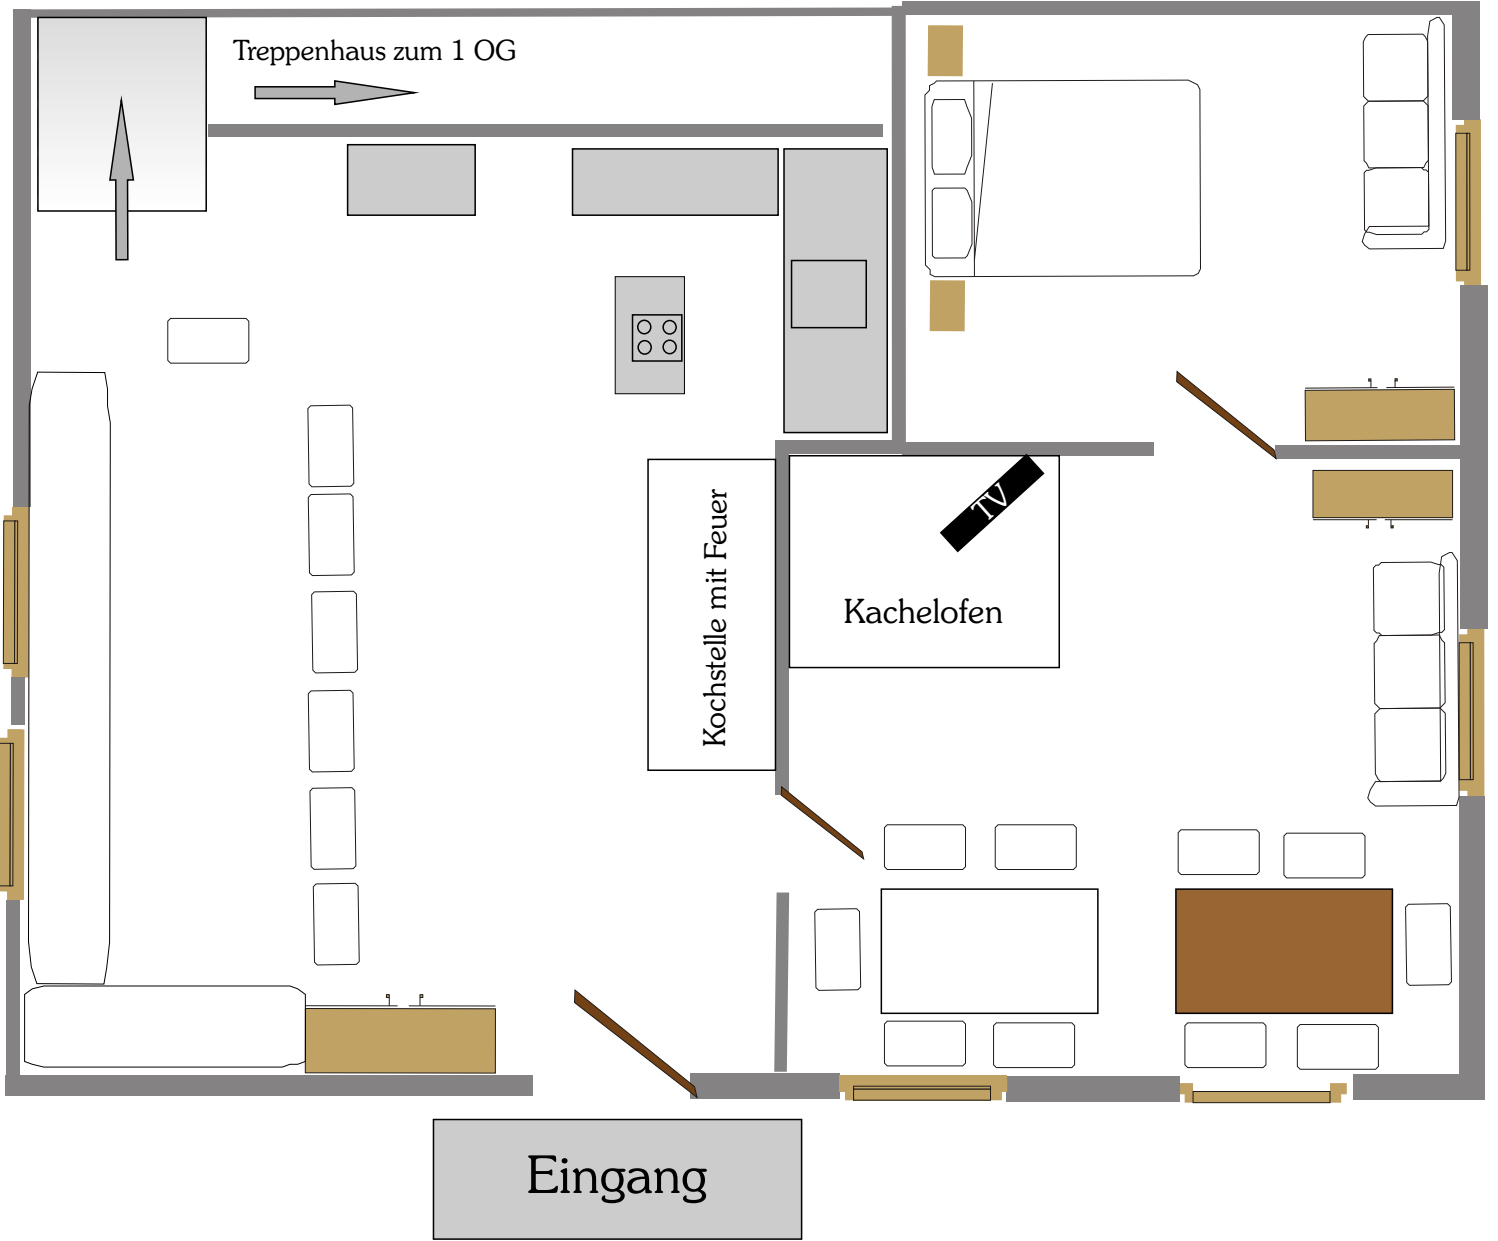 Treppenhaus zum 1 OG
TV
Kochstelle mit Feuer
Kachelofen
Eingang